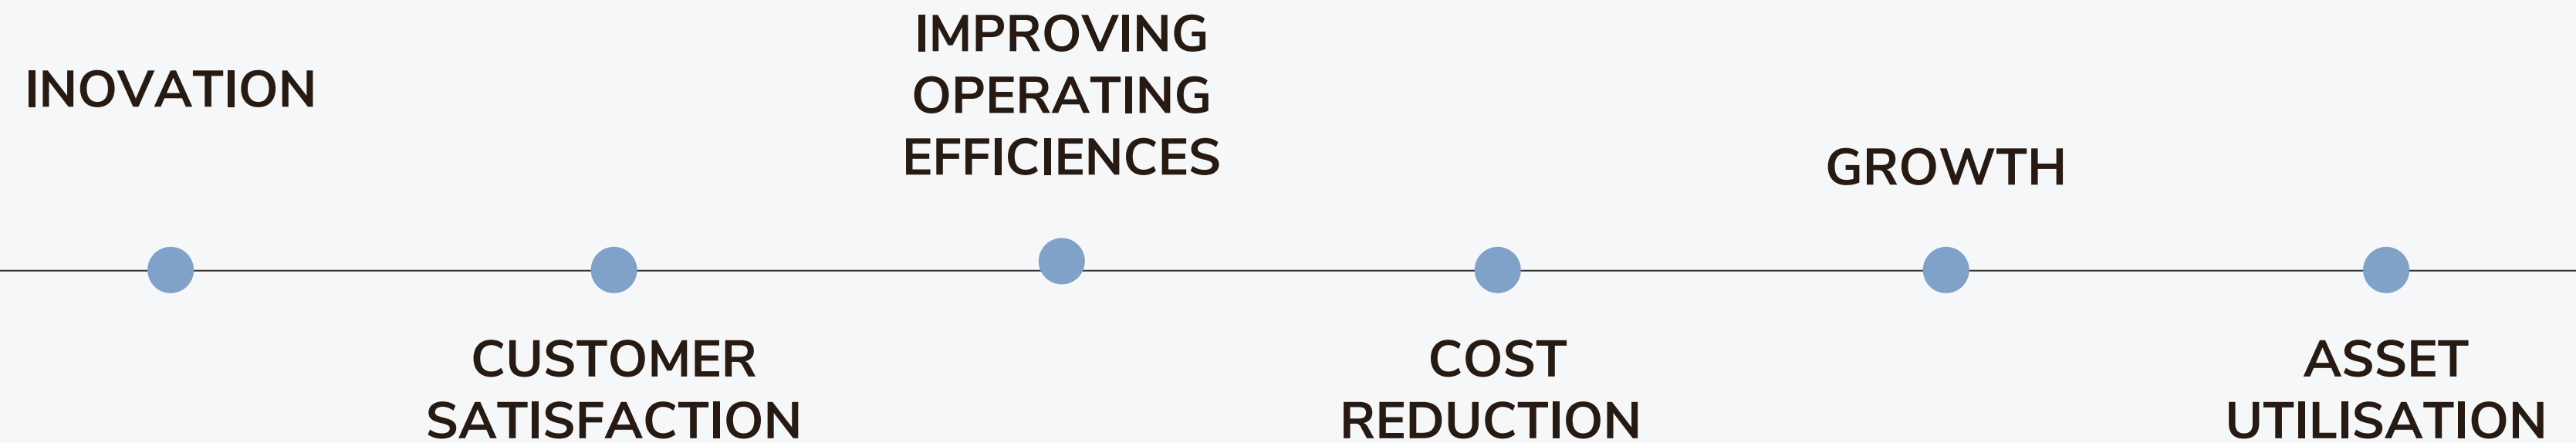 INOVATION
CUSTOMER
SATISFACTION
IMPROVING
OPERATING
EFFICIENCES
COST
REDUCTION
GROWTH
ASSET
UTILISATION